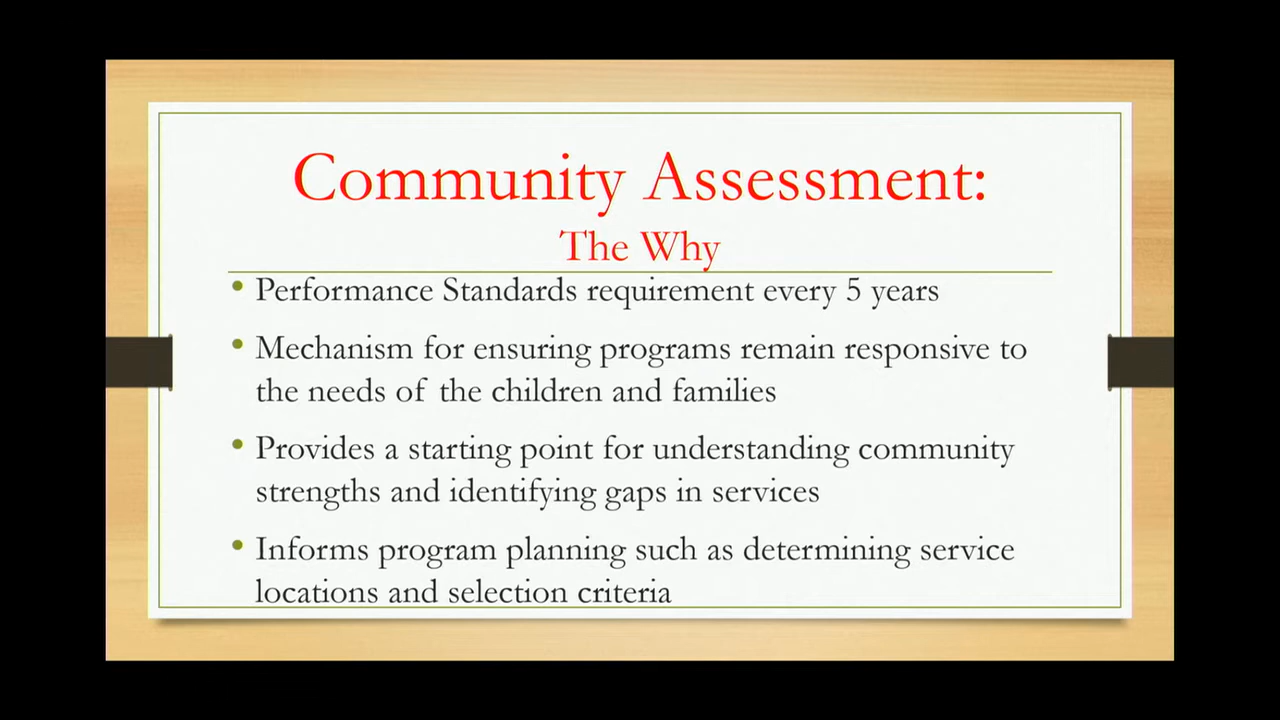 Community Assessment:
The Why
• Performance Standards requirement every 5 years
• Mechanism for ensuring programs remain responsive to
the needs of the children and families
• Provides a starting point for understanding community
strengths and identifying gaps in services
• Informs program planning such as determining service
locations and selection criteria